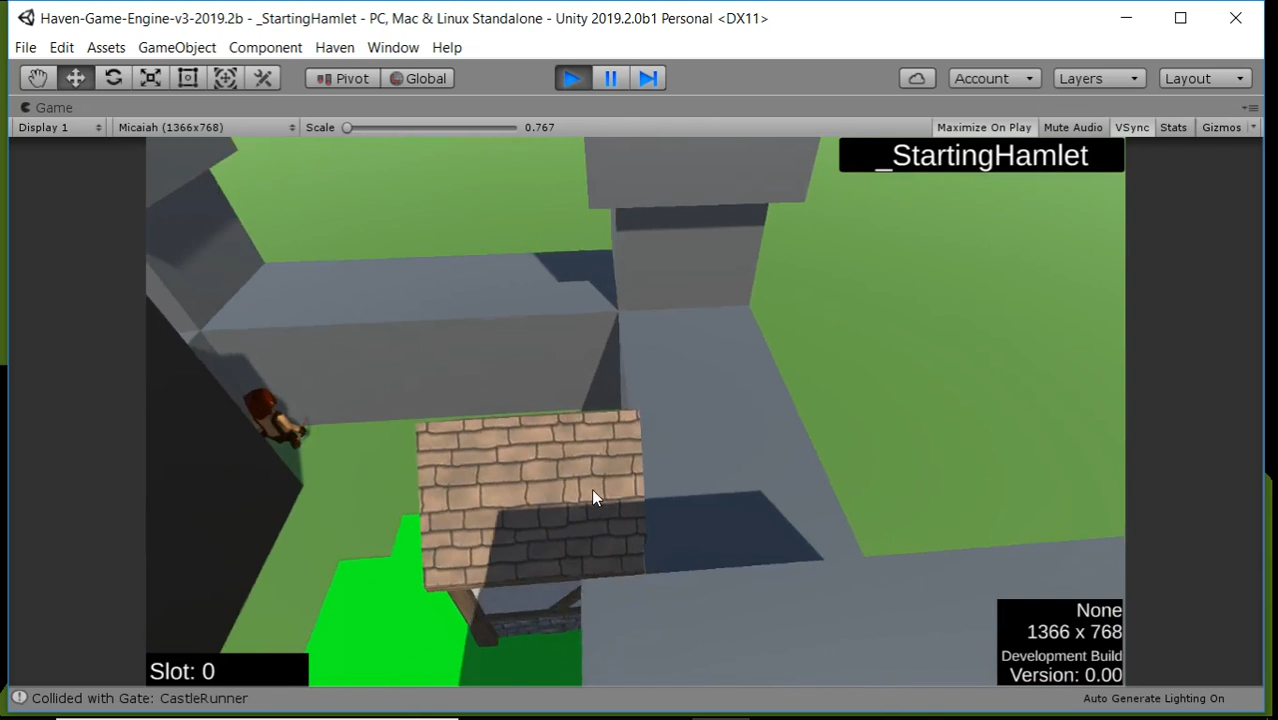 Haven-Game-Engine-v3-2019.2b - _StartingHamlet - PC, Mac & Linux Standalone - Unity 2019.2.0b1 Personal <DX11>
File Edit Assets GameObject Component Haven Window Help
Pivot Global Account Layers Layout
Game
Display 1 Micaiah (1366x768) Scale 0.767 Maximize On Play Mute Audio VSync Stats Gizmos
_StartingHamlet
None
1366 x 768
Development Build
Version: 0.00
Slot: 0
Collided with Gate: CastleRunner Auto Generate Lighting On